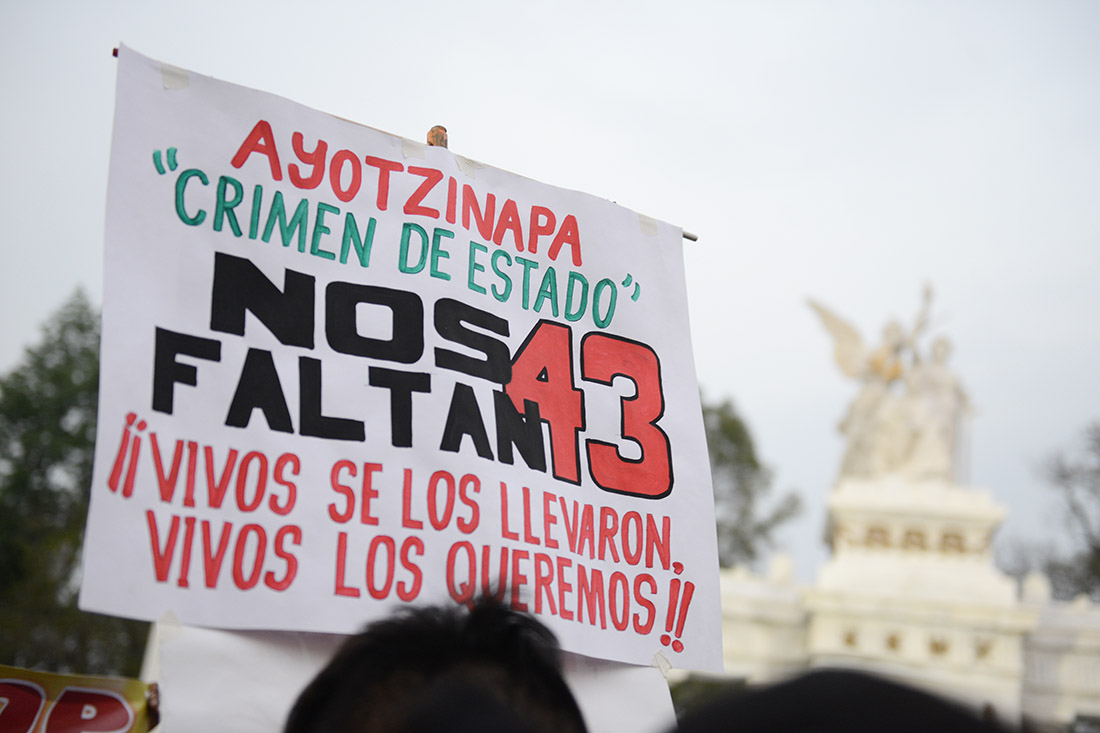 AYOTZINAPA
“CRIMEN DE ESTADO”
NOS
FALTAN 43
¡¡VIVOS SE LOS LLEVARON,
VIVOS LOS QUEREMOS!!